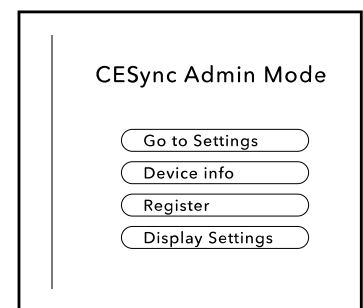 CESync Admin Mode
Go to Settings
Device info
Register
Display Settings